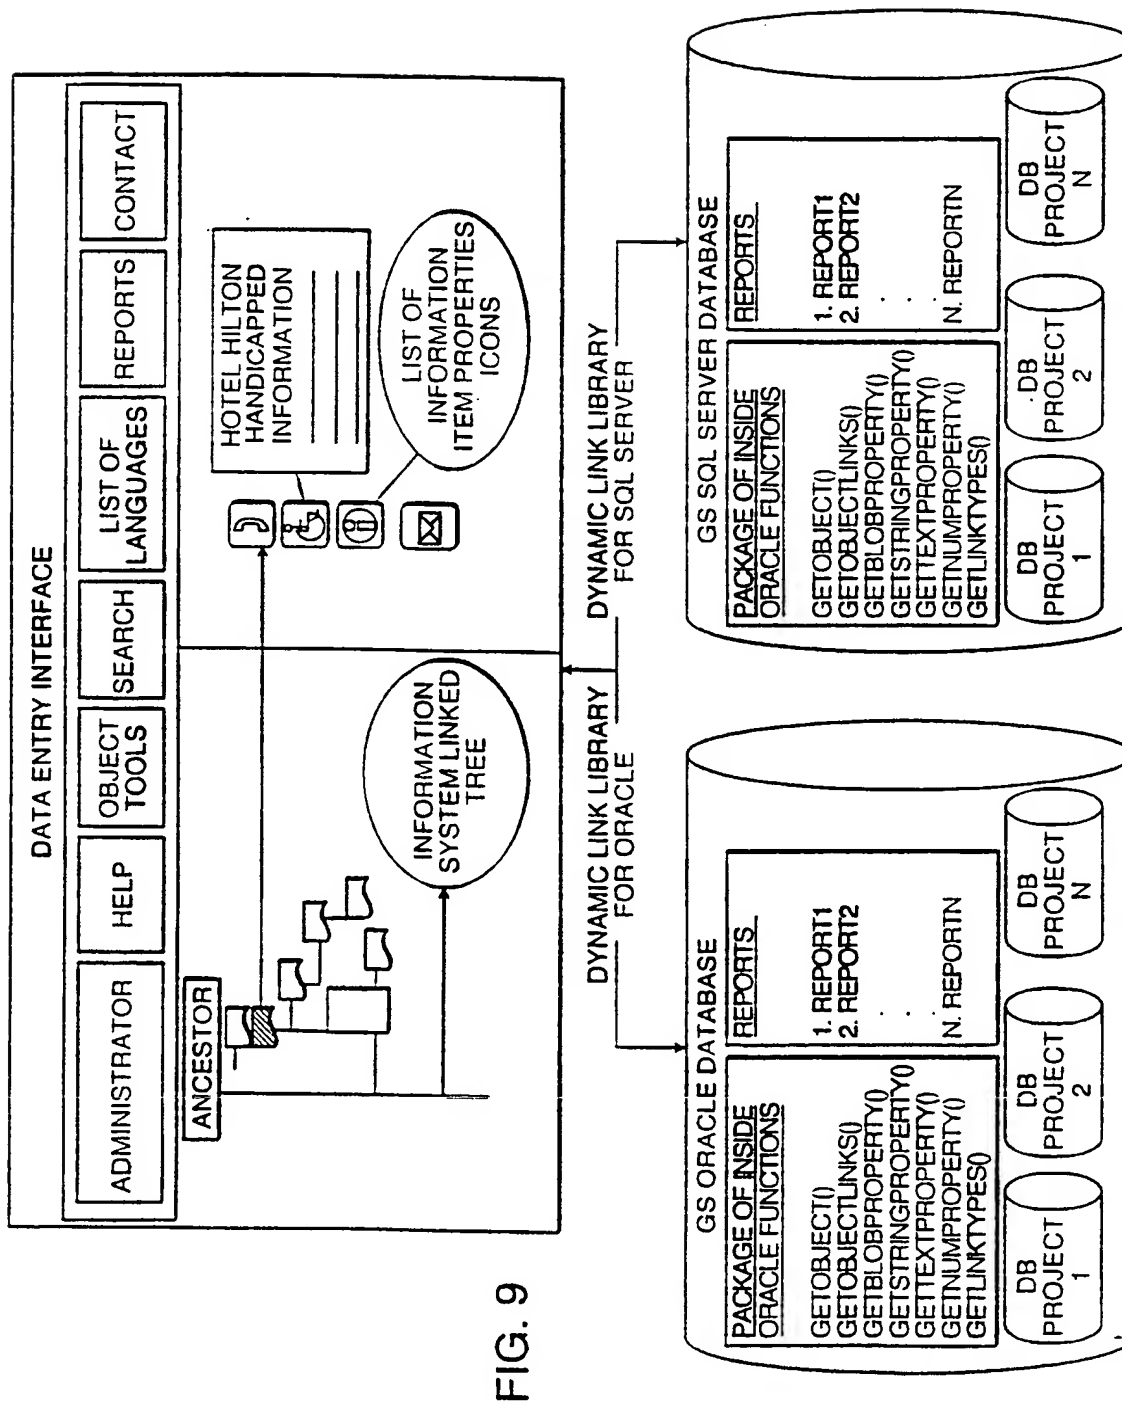 DATA ENTRY INTERFACE
ADMINISTRATOR
HELP
OBJECT
TOOLS
SEARCH
LIST OF
LANGUAGES
REPORTS
CONTACT
ANCESTOR
INFORMATION
SYSTEM LINKED
TREE
HOTEL HILTON
HANDICAPPED
INFORMATION
LIST OF
INFORMATION
ITEM PROPERTIES
ICONS
FIG. 9
DYNAMIC LINK LIBRARY
FOR ORACLE
DYNAMIC LINK LIBRARY
FOR SQL SERVER
GS ORACLE DATABASE
PACKAGE OF INSIDE
ORACLE FUNCTIONS
GETOBJECT()
GETOBJECTLINKS()
GETBLOBPROPERTY()
GETSTRINGPROPERTY()
GETTEXTPROPERTY()
GETNUMPROPERTY()
GETLINKTYPES()
REPORTS
1. REPORT1
2. REPORT2
.
.
N. REPORTN
DB
PROJECT
1
DB
PROJECT
2
DB
PROJECT
N
GS SQL SERVER DATABASE
PACKAGE OF INSIDE
ORACLE FUNCTIONS
GETOBJECT()
GETOBJECTLINKS()
GETBLOBPROPERTY()
GETSTRINGPROPERTY()
GETTEXTPROPERTY()
GETNUMPROPERTY()
GETLINKTYPES()
REPORTS
1. REPORT1
2. REPORT2
.
.
N. REPORTN
DB
PROJECT
1
DB
PROJECT
2
DB
PROJECT
N